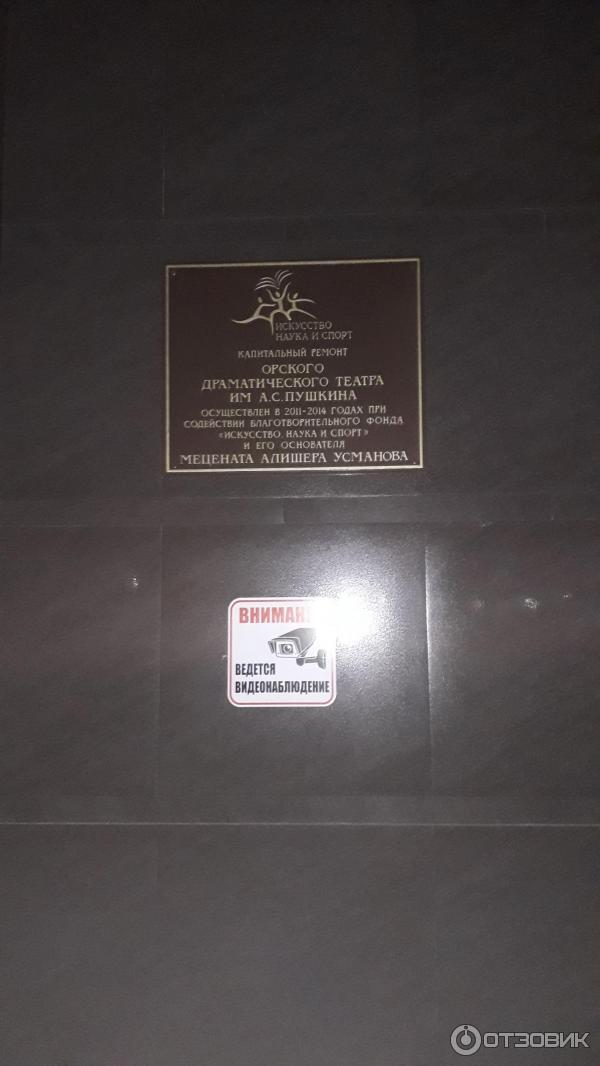 ИСКУССТВО
НАУКА И СПОРТ
КАПИТАЛЬНЫЙ РЕМОНТ
ОРСКОГО
ДРАМАТИЧЕСКОГО ТЕАТРА
ИМ А.С.ПУШКИНА
ОСУЩЕСТВЛЕН В 2011-2014 ГОДАХ ПРИ
СОДЕЙСТВИИ БЛАГОТВОРИТЕЛЬНОГО ФОНДА
«ИСКУССТВО, НАУКА И СПОРТ»
И ЕГО ОСНОВАТЕЛЯ
МЕЦЕНАТА АЛИШЕРА УСМАНОВА
ВЕДЕТСЯ
ВИДЕОНАБЛЮДЕНИЕ
ОТЗОВИК